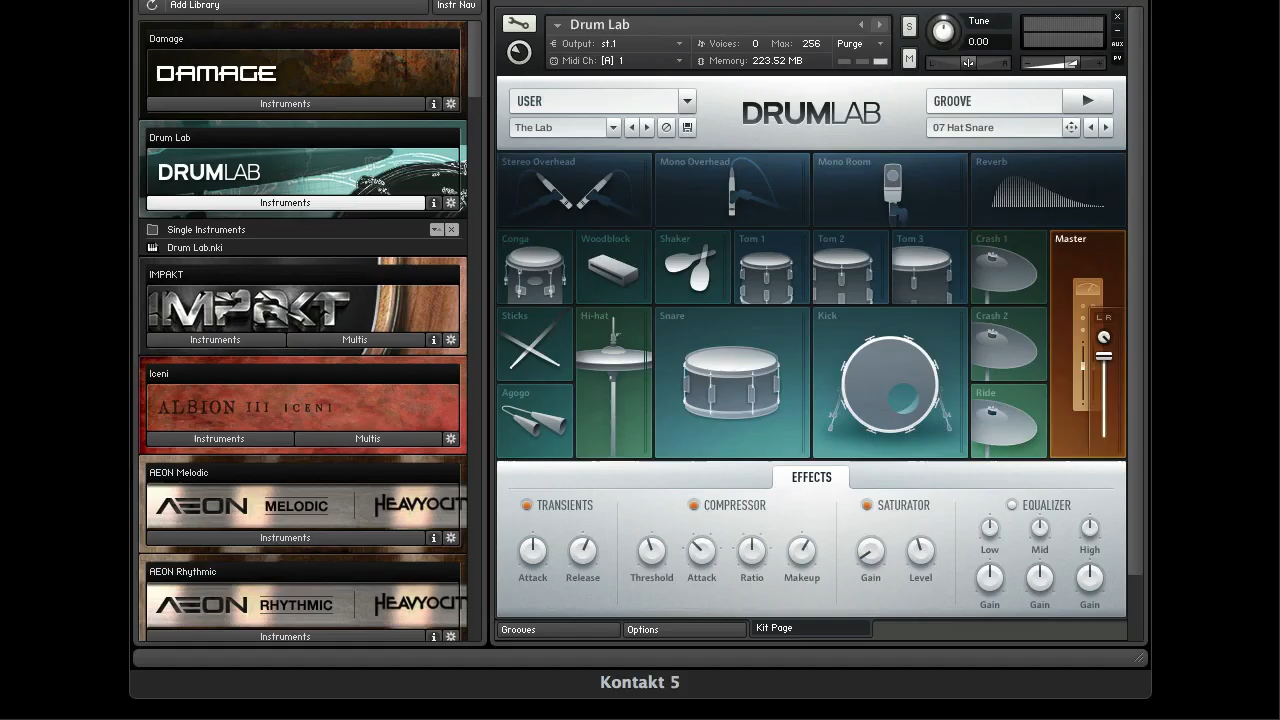 Add Library
Instr Nav
Damage
DAMAGE
Instruments
Drum Lab
DRUMLAB
Instruments
Single Instruments
Drum Lab.nki
IMPAKT
IMPAKT
Instruments
Multis
Iceni
ALBION III ICENI
Instruments
Multis
AEON Melodic
AEON MELODIC HEAVYOCIT
Instruments
AEON Rhythmic
AEON RHYTHMIC HEAVYOCIT
Instruments
Drum Lab
Output: st.1
Voices: 0 Max: 256
Purge
Midi Ch: [A] 1
Memory: 223.52 MB
S
M
Tune
0.00
L R
AUX
PV
USER
The Lab
DRUMLAB
GROOVE
07 Hat Snare
Stereo Overhead
Mono Overhead
Mono Room
Reverb
Conga
Woodblock
Shaker
Tom 1
Tom 2
Tom 3
Crash 1
Master
Sticks
Hi-hat
Snare
Kick
Crash 2
L R
Agogo
Ride
EFFECTS
TRANSIENTS
COMPRESSOR
SATURATOR
EQUALIZER
Low
Mid
High
Attack
Release
Threshold
Attack
Ratio
Makeup
Gain
Level
Gain
Gain
Gain
Grooves
Options
Kit Page
Kontakt 5